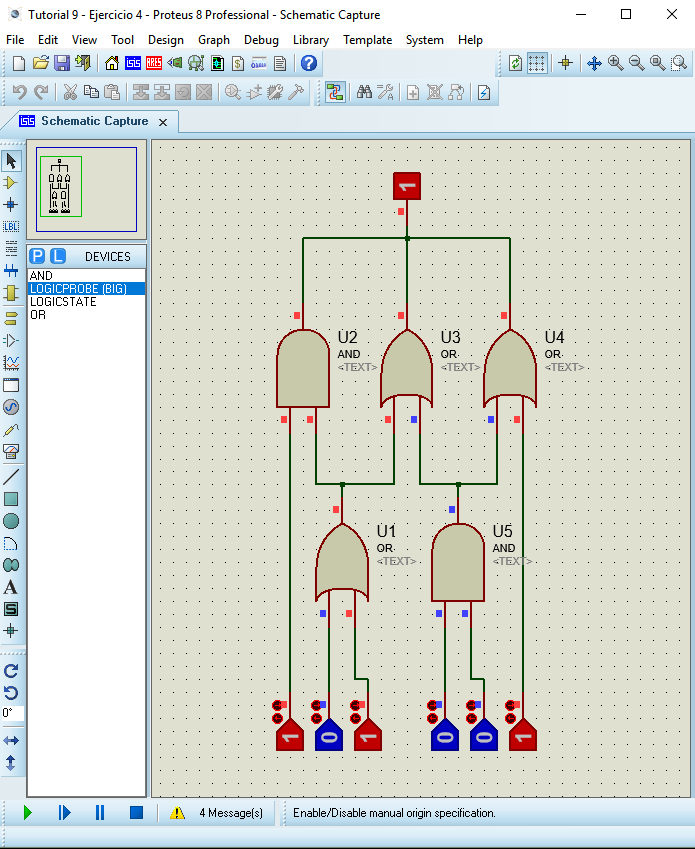 Tutorial 9 - Ejercicio 4 - Proteus 8 Professional - Schematic Capture
File Edit View Tool Design Graph Debug Library Template System Help
Schematic Capture
P L DEVICES
AND
LOGICPROBE (BIG)
LOGICSTATE
OR
LBL
A
S
0°
1
U2
AND
<TEXT>
U3
OR
<TEXT>
U4
OR
<TEXT>
U1
OR
<TEXT>
U5
AND
<TEXT>
1 0 1 0 0 1
4 Message(s)
Enable/Disable manual origin specification.